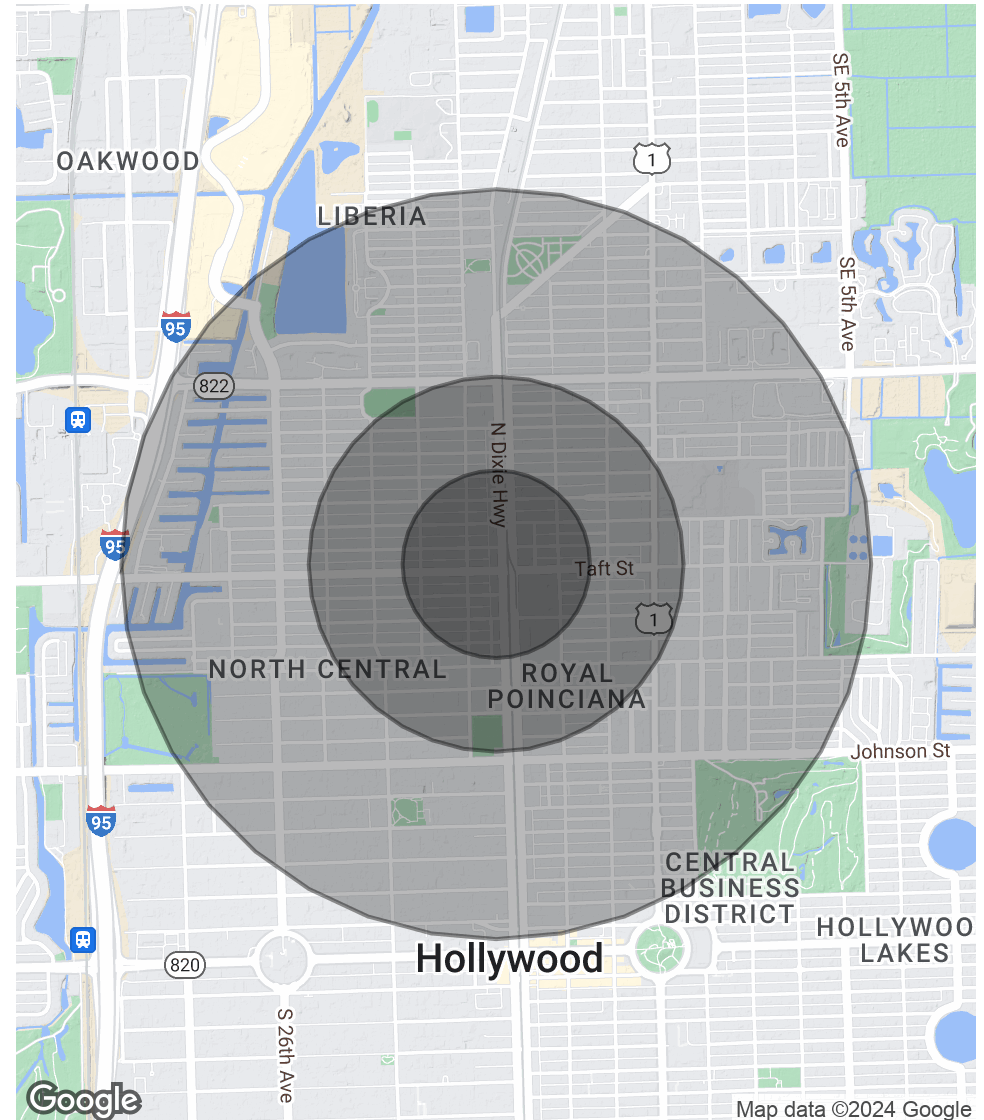 SE 5th Ave
1
OAKWOOD
LIBERIA
SE 5th Ave
95
822
N Dixie Hwy
95
Taft St
1
NORTH CENTRAL
ROYAL
POINCIANA
Johnson St
95
CENTRAL
BUSINESS
DISTRICT
HOLLYWOO
LAKES
Hollywood
820
S 26th Ave
Google
Map data ©2024 Google